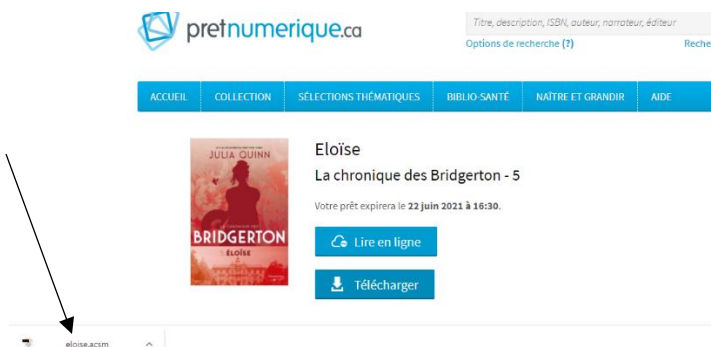 pretnumerique.ca
Titre, description, ISBN, auteur, narrateur, éditeur
Options de recherche (?)
Reche
ACCUEIL COLLECTION SÉLECTIONS THÉMATIQUES BIBLIO-SANTÉ NAÎTRE ET GRANDIR AIDE
JULIA QUINN
BRIDGERTON
ELOÏSE
Eloïse
La chronique des Bridgerton - 5
Votre prêt expirera le 22 juin 2021 à 16:30.
Lire en ligne
Télécharger
eloise.acsm